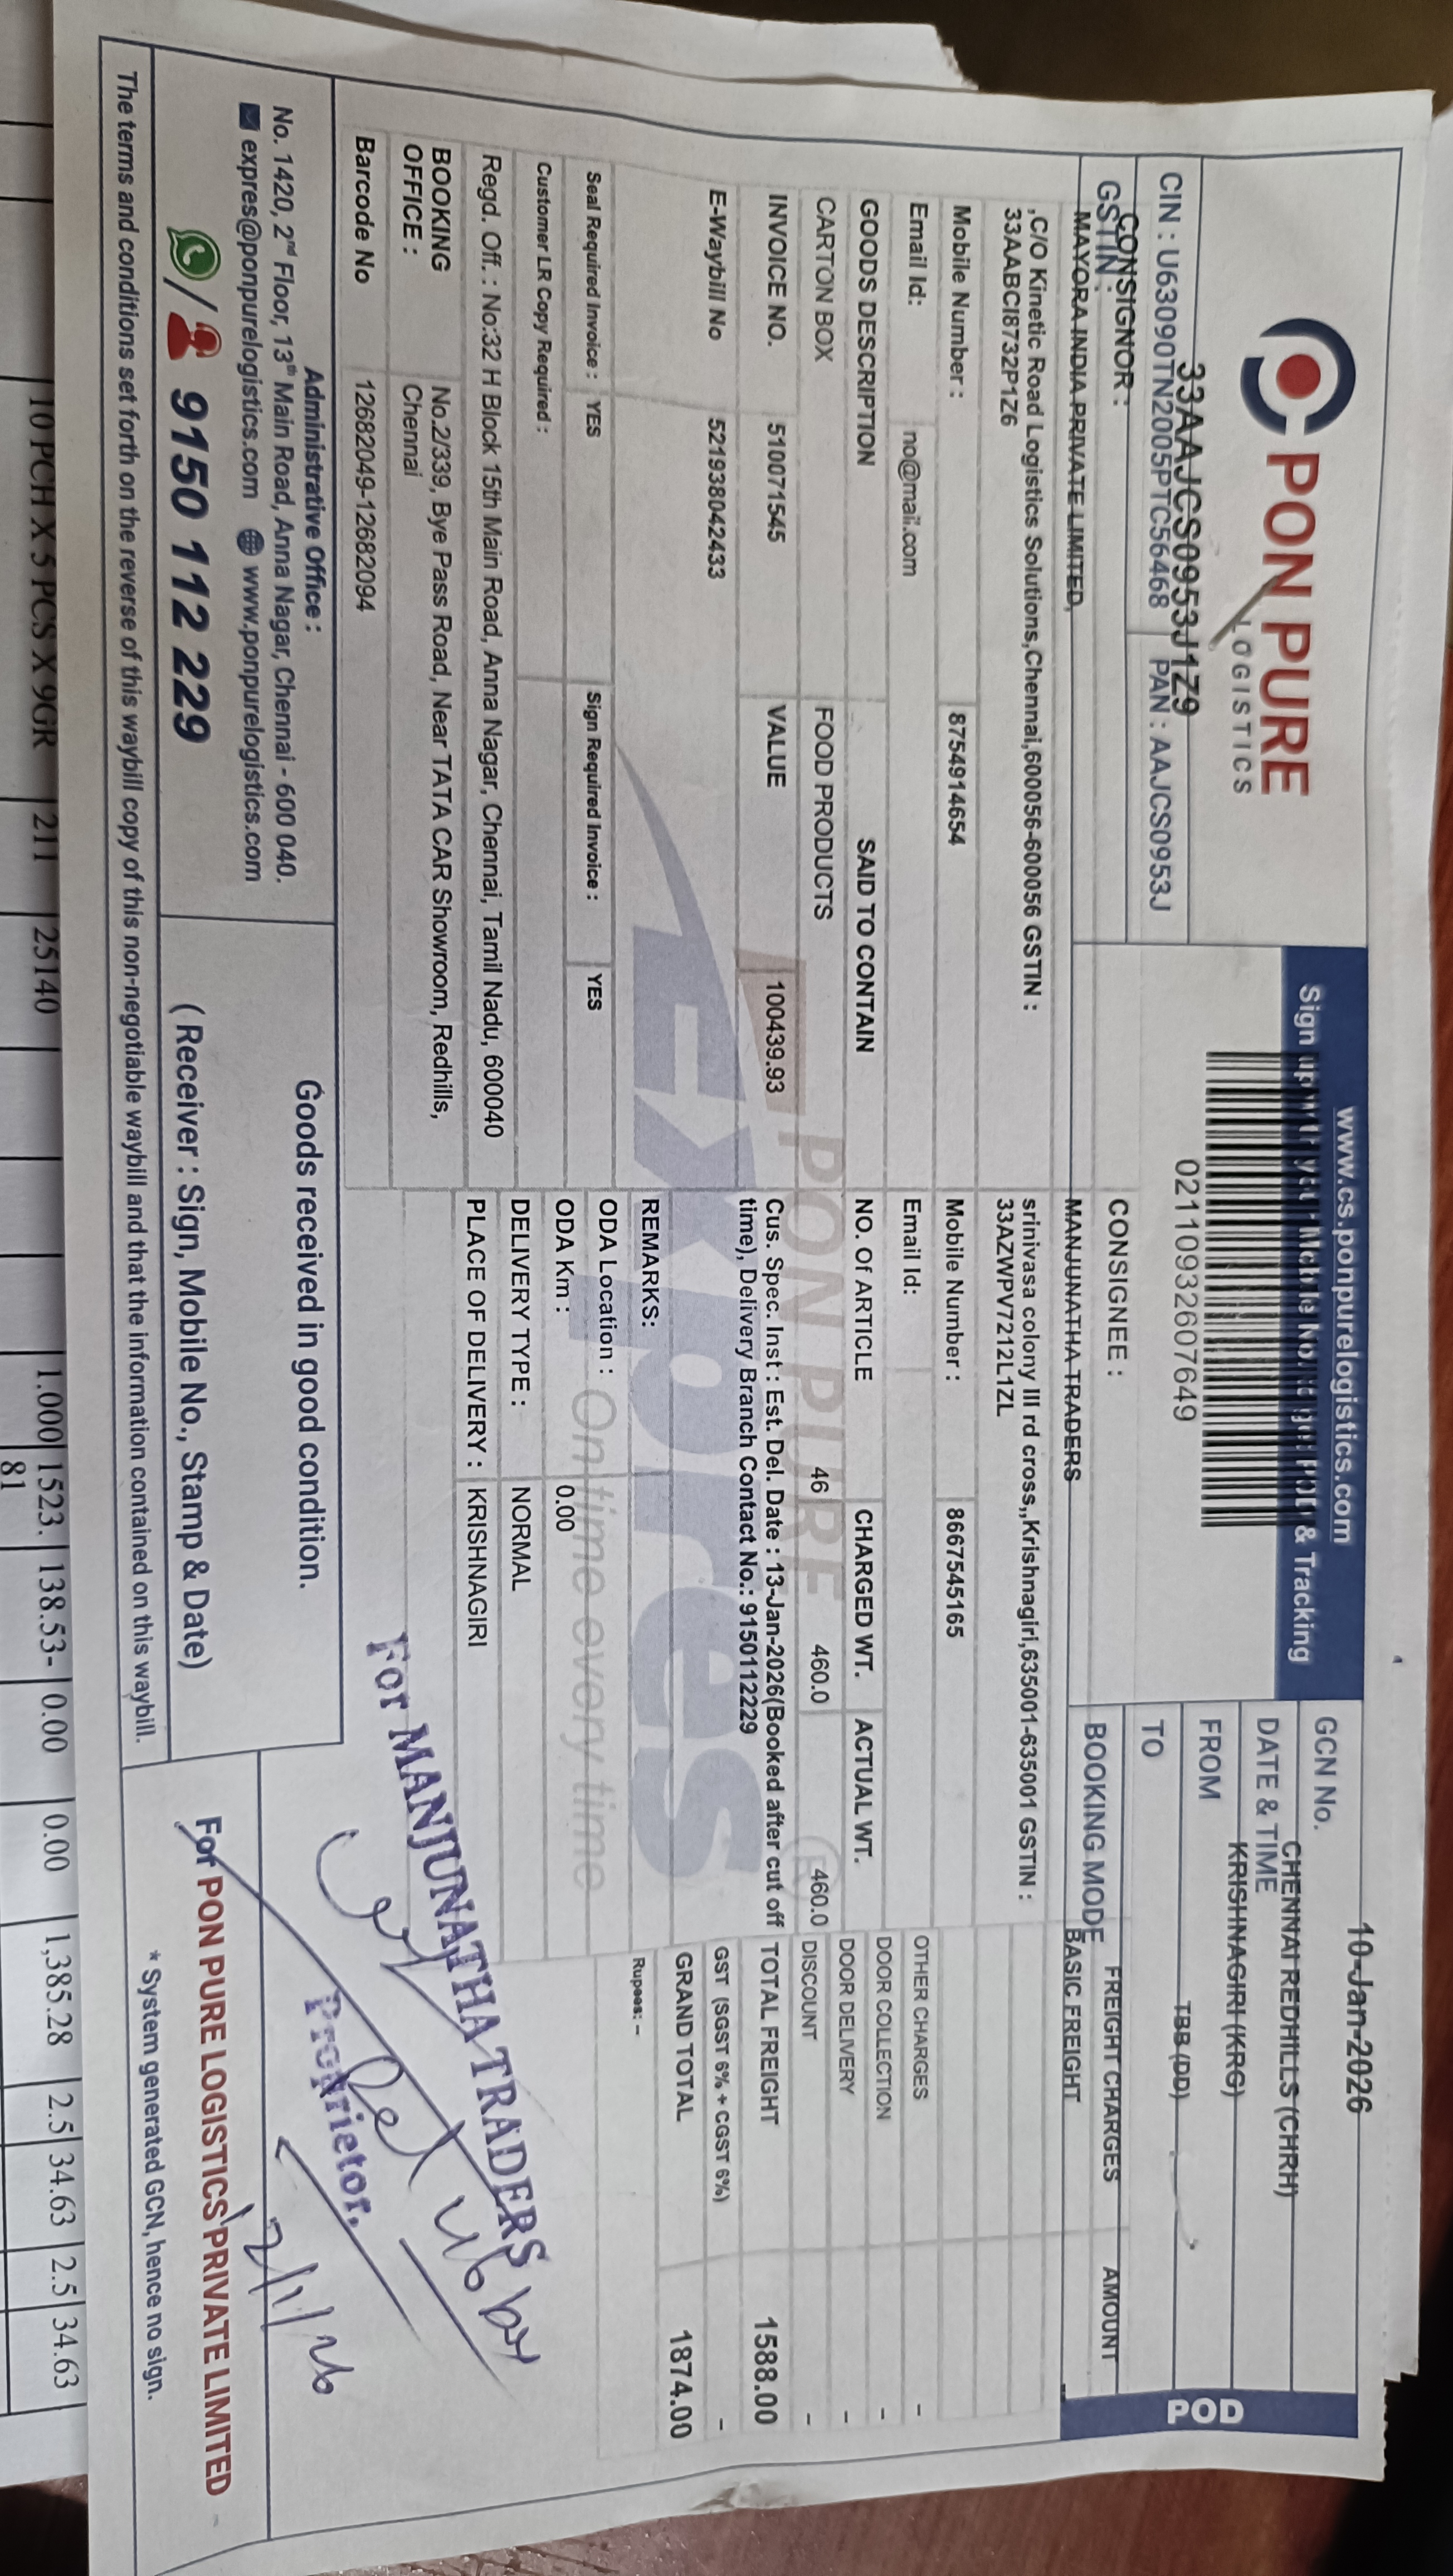 PON PURE
LOGISTICS
33AAJCS0953J1Z9
CIN : U63090TN2005PTC56468 PAN : AAJCS0953J
www.cs.ponpurelogistics.com
& Tracking
02110932607649
GCN No.
10-Jan-2026
DATE & TIME
CHENNAI REDHILLS (CHRH)
FROM
KRISHNAGIRI (KRG)
TO
TBB (DD)
BOOKING MODE
POD
CONSIGNOR :
GSTIN :
MAYORA INDIA PRIVATE LIMITED,
,C/O Kinetic Road Logistics Solutions,Chennai,600056-600056 GSTIN :
33AABCI8732P1Z6
Mobile Number : 8754914654
Email Id: no@mail.com
CONSIGNEE :
MANJUNATHA TRADERS
srinivasa colony III rd cross,,Krishnagiri,635001-635001 GSTIN :
33AZWPV7212L1ZL
Mobile Number : 8667545165
Email Id:
FREIGHT CHARGES AMOUNT
BASIC FREIGHT
OTHER CHARGES -
DOOR COLLECTION -
DOOR DELIVERY -
DISCOUNT -
TOTAL FREIGHT 1588.00
GST (SGST 6% + CGST 6%) -
GRAND TOTAL 1874.00
Rupees: -
GOODS DESCRIPTION SAID TO CONTAIN NO. Of ARTICLE CHARGED WT. ACTUAL WT.
CARTON BOX FOOD PRODUCTS 46 460.0 460.0
INVOICE NO. 510071545 VALUE 100439.93
Cus. Spec. Inst : Est. Del. Date : 13-Jan-2026(Booked after cut off
time), Delivery Branch Contact No.: 9150112229
E-Waybill No 521938042433
PON PURE
Expres
On time every time
REMARKS:
Seal Required Invoice : YES Sign Required Invoice : YES
ODA Location :
Customer LR Copy Required :
ODA Km : 0.00
DELIVERY TYPE : NORMAL
Regd. Off. : No:32 H Block 15th Main Road, Anna Nagar, Chennai, Tamil Nadu, 600040
PLACE OF DELIVERY : KRISHNAGIRI
BOOKING
OFFICE :
No.2/339, Bye Pass Road, Near TATA CAR Showroom, Redhills,
Chennai
Barcode No 12682049-12682094
For MANJUNATHA TRADERS
Proprietor.
Administrative Office :
No. 1420, 2nd Floor, 13th Main Road, Anna Nagar, Chennai - 600 040.
expres@ponpurelogistics.com www.ponpurelogistics.com
/ 9150 112 229
Goods received in good condition.
( Receiver : Sign, Mobile No., Stamp & Date)
For PON PURE LOGISTICS PRIVATE LIMITED
* System generated GCN, hence no sign.
The terms and conditions set forth on the reverse of this waybill copy of this non-negotiable waybill and that the information contained on this waybill.
10 PCH X 5 PCS X 9GR 211 25140 1.000 1523. 138.53- 0.00 0.00 1,385.28 2.5 34.63 2.5 34.63
81